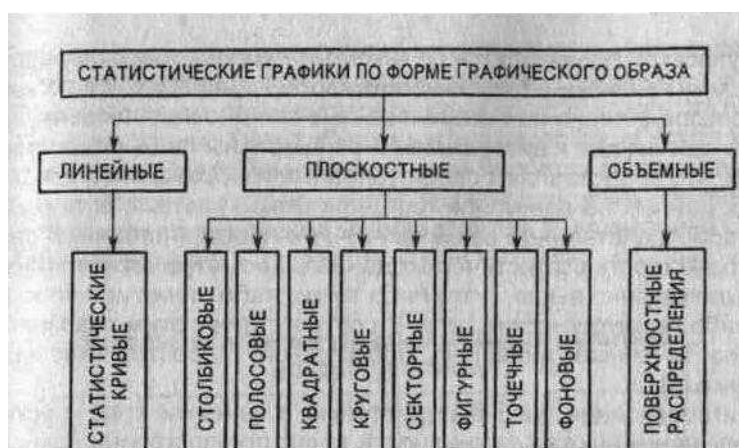 СТАТИСТИЧЕСКИЕ ГРАФИКИ ПО ФОРМЕ ГРАФИЧЕСКОГО ОБРАЗА
ЛИНЕЙНЫЕ
ПЛОСКОСТНЫЕ
ОБЪЕМНЫЕ
СТАТИСТИЧЕСКИЕ
КРИВЫЕ
СТОЛБИКОВЫЕ
ПОЛОСОВЫЕ
КВАДРАТНЫЕ
КРУГОВЫЕ
СЕКТОРНЫЕ
ФИГУРНЫЕ
ТОЧЕЧНЫЕ
ФОНОВЫЕ
ПОВЕРХНОСТНЫЕ
РАСПРЕДЕЛЕНИЯ